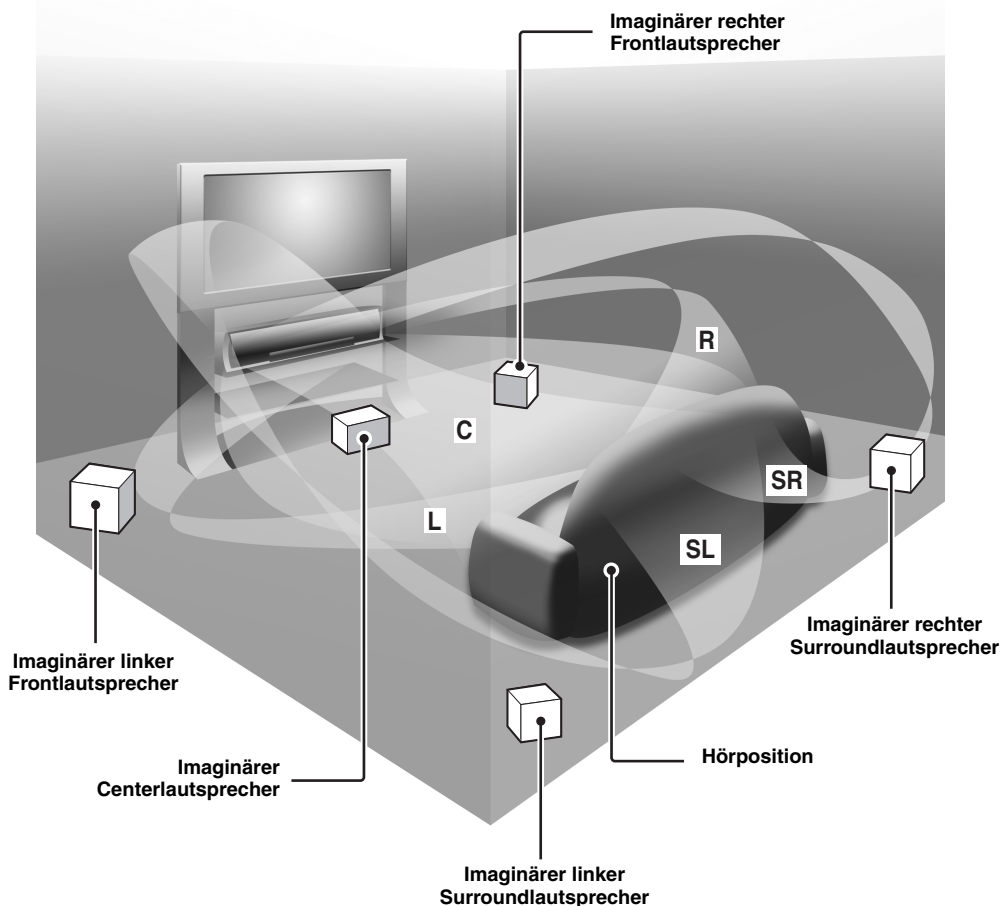 Imaginärer rechter
Frontlautsprecher
R
C
SR
L
SL
Imaginärer rechter
Surroundlautsprecher
Imaginärer linker
Frontlautsprecher
Hörposition
Imaginärer
Centerlautsprecher
Imaginärer linker
Surroundlautsprecher